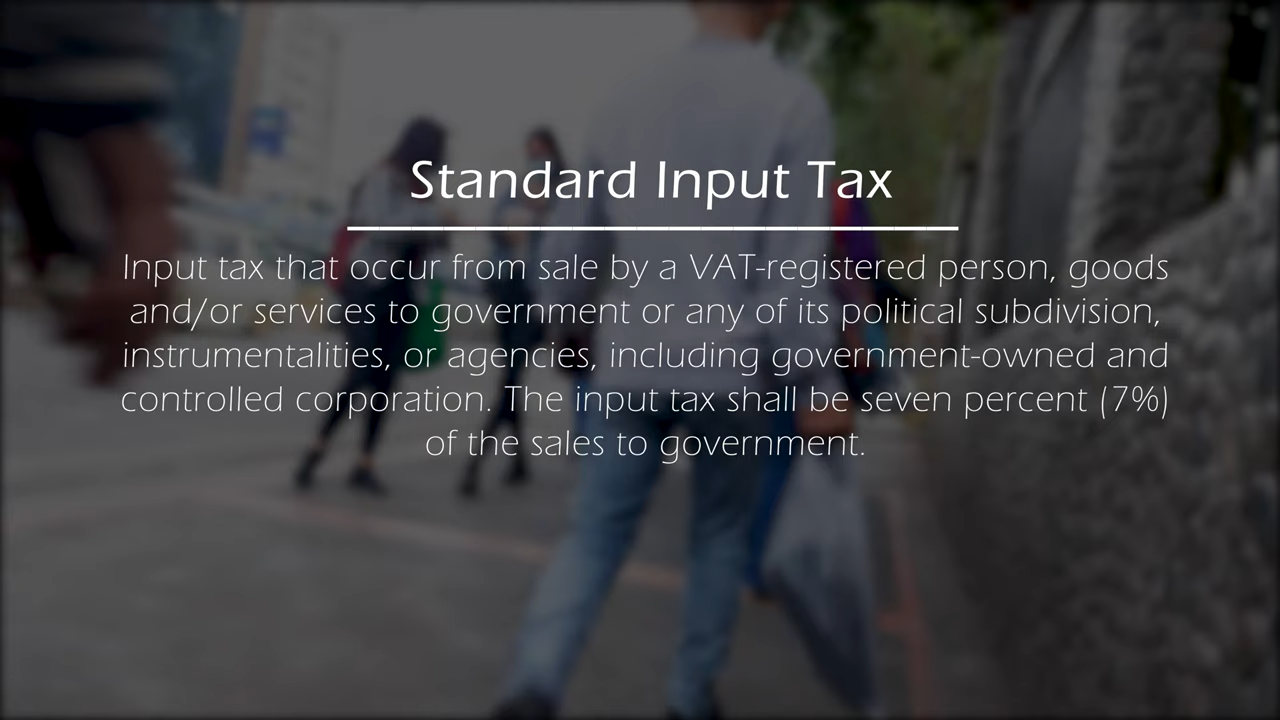 Standard Input Tax
Input tax that occur from sale by a VAT-registered person, goods
and/or services to government or any of its political subdivision,
instrumentalities, or agencies, including government-owned and
controlled corporation. The input tax shall be seven percent (7%)
of the sales to government.